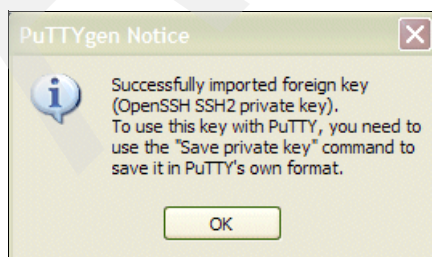 PuTTYgen Notice
Successfully imported foreign key
(OpenSSH SSH2 private key).
To use this key with PuTTY, you need to
use the "Save private key" command to
save it in PuTTY's own format.
OK